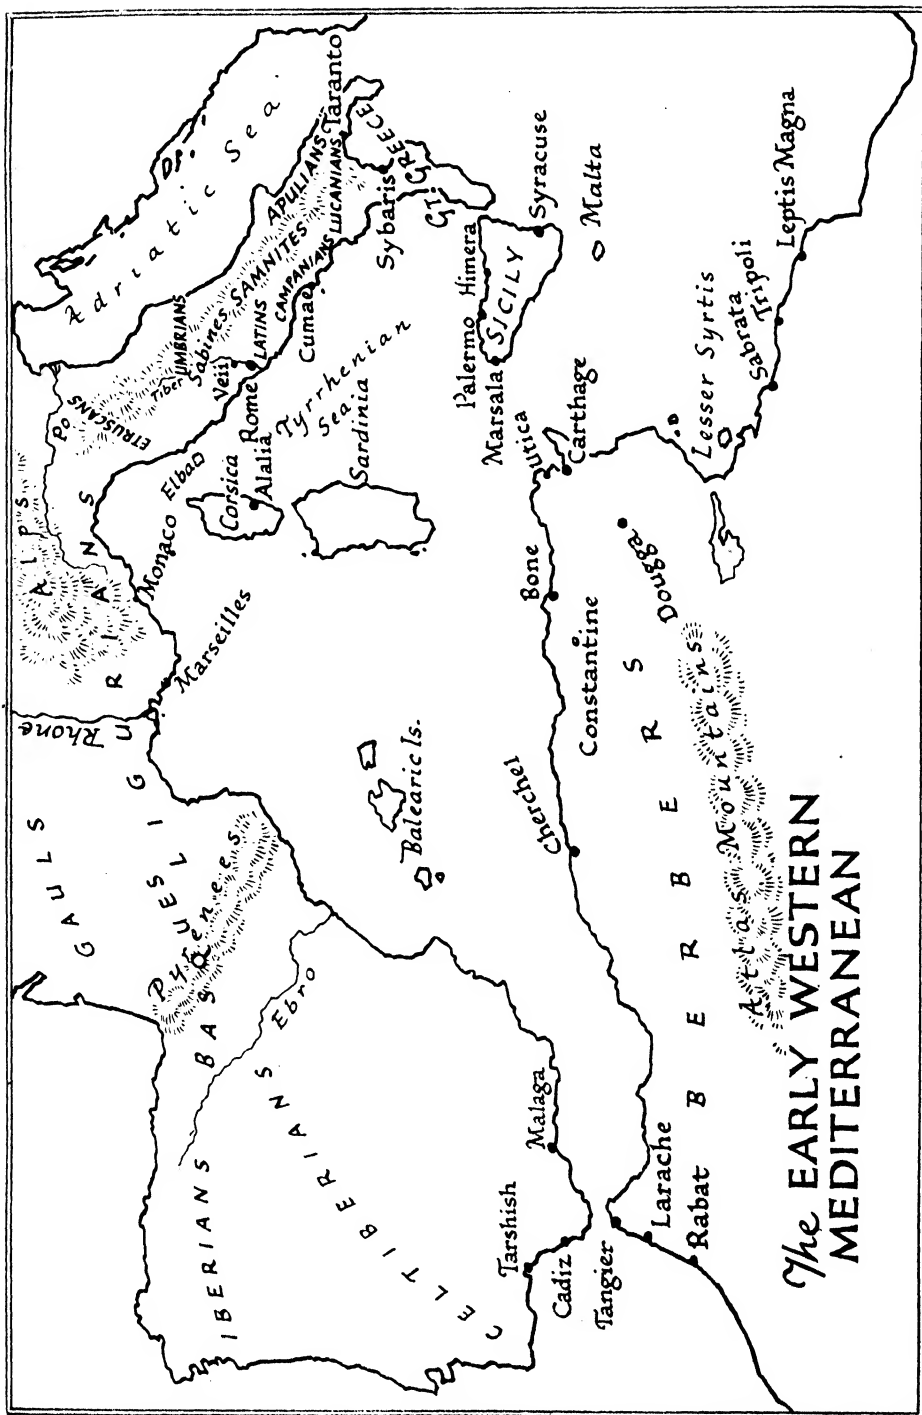 The EARLY WESTERN
MEDITERRANEAN
GAULS
Rhone
ALPS
Po
Adriatic Sea
LIGURIANS
BASQUES
Pyrenees
IBERIANS
Ebro
CELTIBERIANS
Marseilles
Monaco
Elba
Corsica
Alalia
ETRUSCANS
Tiber
UMBRIANS
Sabines
SAMNITES
APULIANS
Veii
Rome
LATINS
CAMPANIANS
LUCANIANS
Cumae
Taranto
Sybaris
GT. GREECE
Tyrrhenian
Sea
Sardinia
Balearic Is.
Palermo
Himera
Marsala
SICILY
Syracuse
Malta
Tarshish
Cadiz
Malaga
Tangier
Larache
Rabat
Cherchel
Bone
Constantine
Utica
Carthage
Dougga
BERBERS
Atlas Mountains
Lesser Syrtis
Sabrata
Tripoli
Leptis Magna